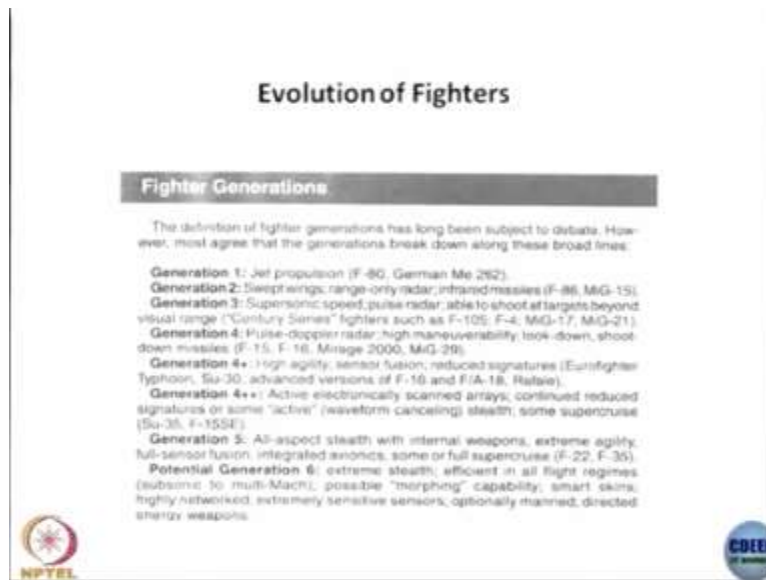 Evolution of Fighters
Fighter Generations
The definition of fighter generations has long been subject to debate. How-
ever, most agree that the generations break down along these broad lines:
Generation 1: Jet propulsion (F-80, German Me 262).
Generation 2: Swept wings; range-only radar; infrared missiles (F-86, MiG-15).
Generation 3: Supersonic speed; pulse radar; able to shoot at targets beyond
visual range ("Century Series" fighters such as F-105; F-4; MiG-17; MiG-21).
Generation 4: Pulse-doppler radar; high maneuverability; look-down, shoot-
down missiles (F-15, F-16, Mirage 2000, MiG-29).
Generation 4+: High agility; sensor fusion; reduced signatures (Eurofighter
Typhoon, Su-30, advanced versions of F-16 and F/A-18, Rafale).
Generation 4++: Active electronically scanned arrays; continued reduced
signatures or some "active" (waveform canceling) stealth; some supercruise
(Su-35, F-15SE).
Generation 5: All-aspect stealth with internal weapons, extreme agility,
full-sensor fusion, integrated avionics, some or full supercruise (F-22, F-35).
Potential Generation 6: extreme stealth; efficient in all flight regimes
(subsonic to multi-Mach); possible "morphing" capability; smart skins;
highly networked; extremely sensitive sensors; optionally manned; directed
energy weapons.
NPTEL
CDEEP